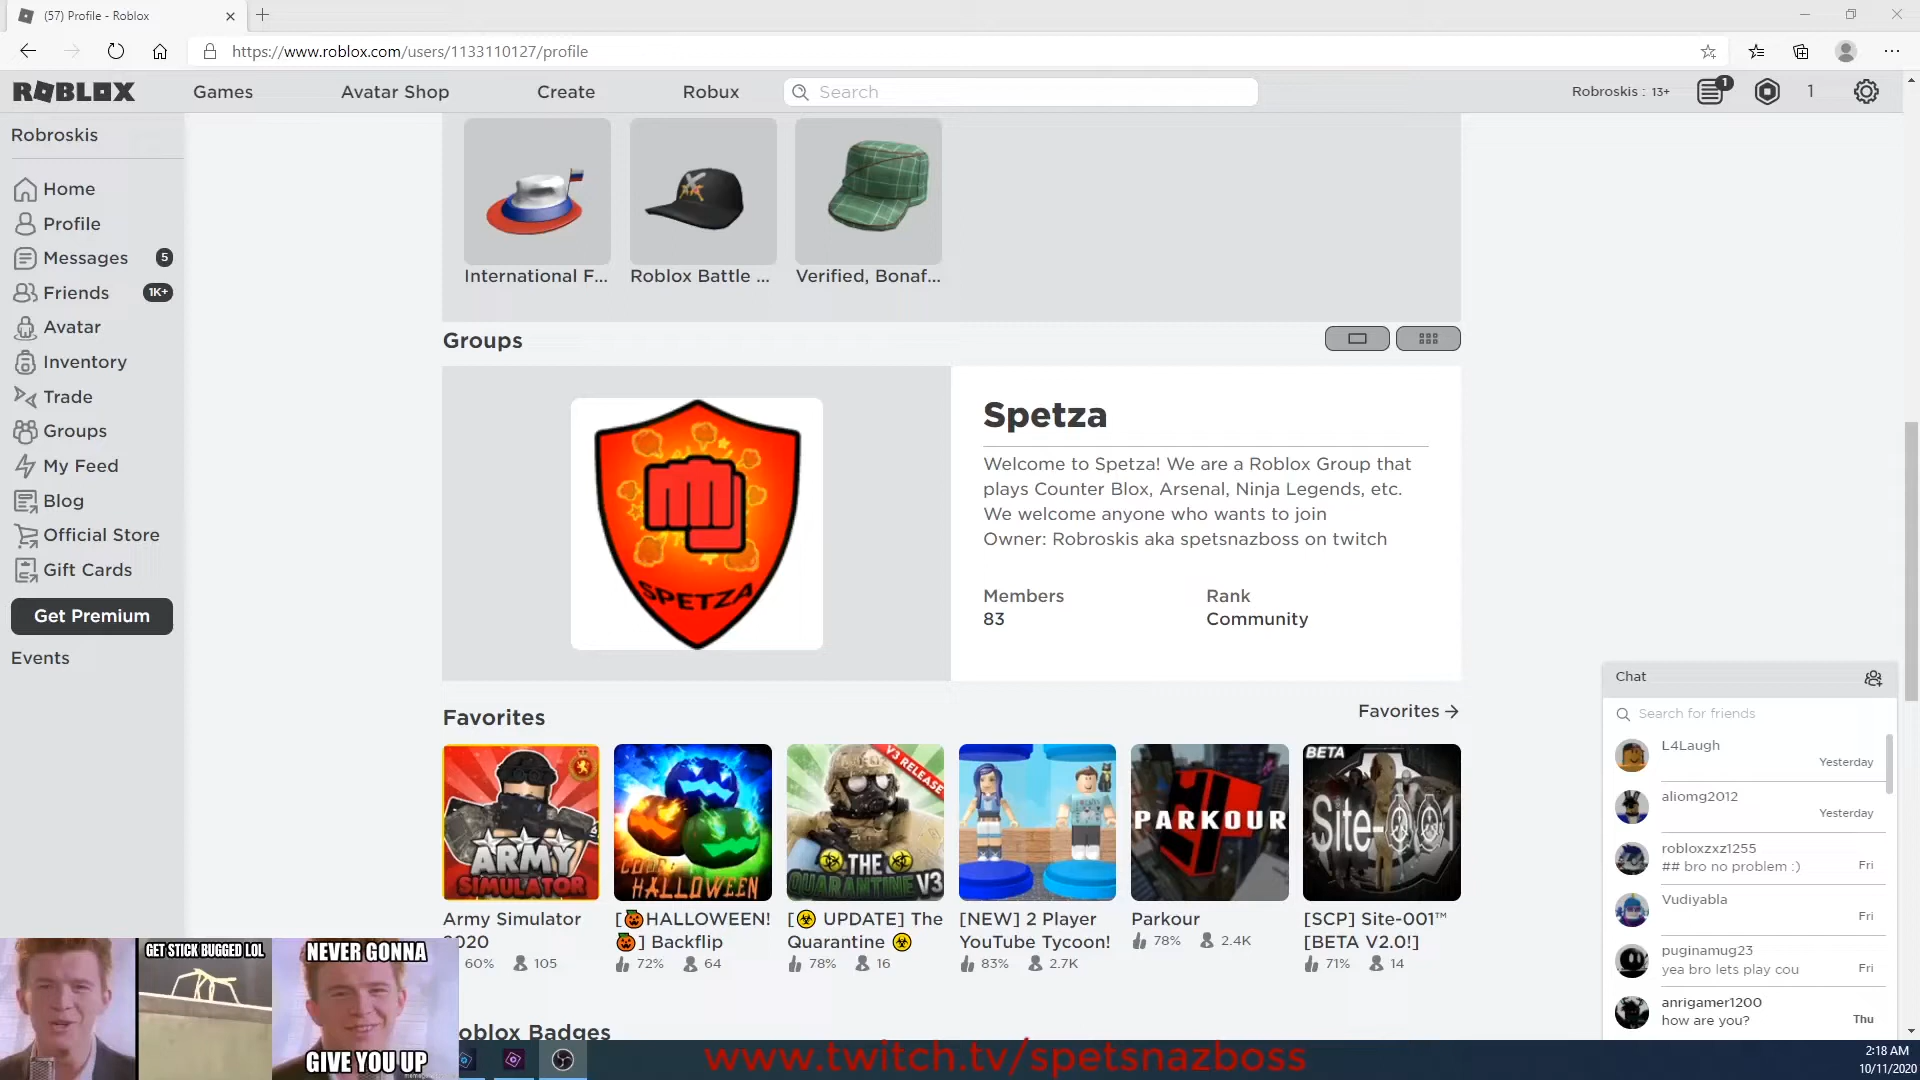 (57) Profile - Roblox
https://www.roblox.com/users/1133110127/profile
ROBLOX
Games
Avatar Shop
Create
Robux
Search
Robroskis : 13+
1
1
Robroskis
Home
Profile
Messages
5
Friends
1K+
Avatar
Inventory
Trade
Groups
My Feed
Blog
Official Store
Gift Cards
Get Premium
Events
International F...
Roblox Battle ...
Verified, Bonaf...
Groups
SPETZA
Spetza
Welcome to Spetza! We are a Roblox Group that
plays Counter Blox, Arsenal, Ninja Legends, etc.
We welcome anyone who wants to join
Owner: Robroskis aka spetsnazboss on twitch
Members
83
Rank
Community
Favorites
Favorites →
ARMY
SIMULATOR
HALLOWEEN
V3 RELEASE
THE
QUARANTINE V3
PARKOUR
BETA
Site-001
Army Simulator
2020
60%
105
[🎃HALLOWEEN!
🎃] Backflip
72%
64
[☣ UPDATE] The
Quarantine ☣
78%
16
[NEW] 2 Player
YouTube Tycoon!
83%
2.7K
Parkour
78%
2.4K
[SCP] Site-001™
[BETA V2.0!]
71%
14
oblox Badges
Chat
Search for friends
L4Laugh
Yesterday
aliomg2012
Yesterday
robloxzxz1255
## bro no problem :)
Fri
Vudiyabla
Fri
puginamug23
yea bro lets play cou
Fri
anrigamer1200
how are you?
Thu
GET STICK BUGGED LOL
NEVER GONNA
GIVE YOU UP
www.twitch.tv/spetsnazboss
2:18 AM
10/11/2020